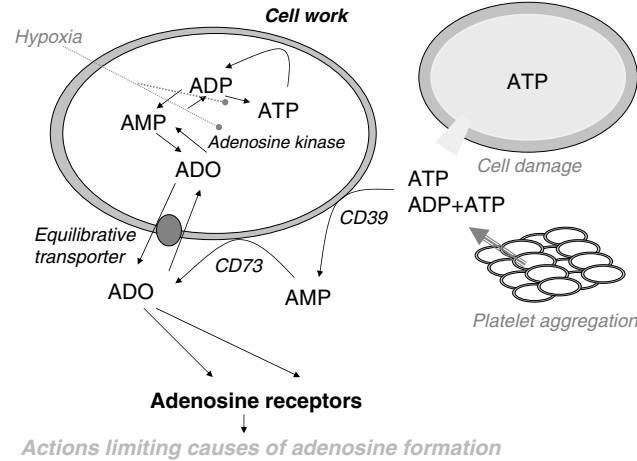 Cell work
Hypoxia
ADP
ATP
ATP
AMP
Adenosine kinase
ADO
Cell damage
ATP
ADP+ATP
CD39
Equilibrative
transporter
CD73
ADO
AMP
Platelet aggregation
Adenosine receptors
Actions limiting causes of adenosine formation